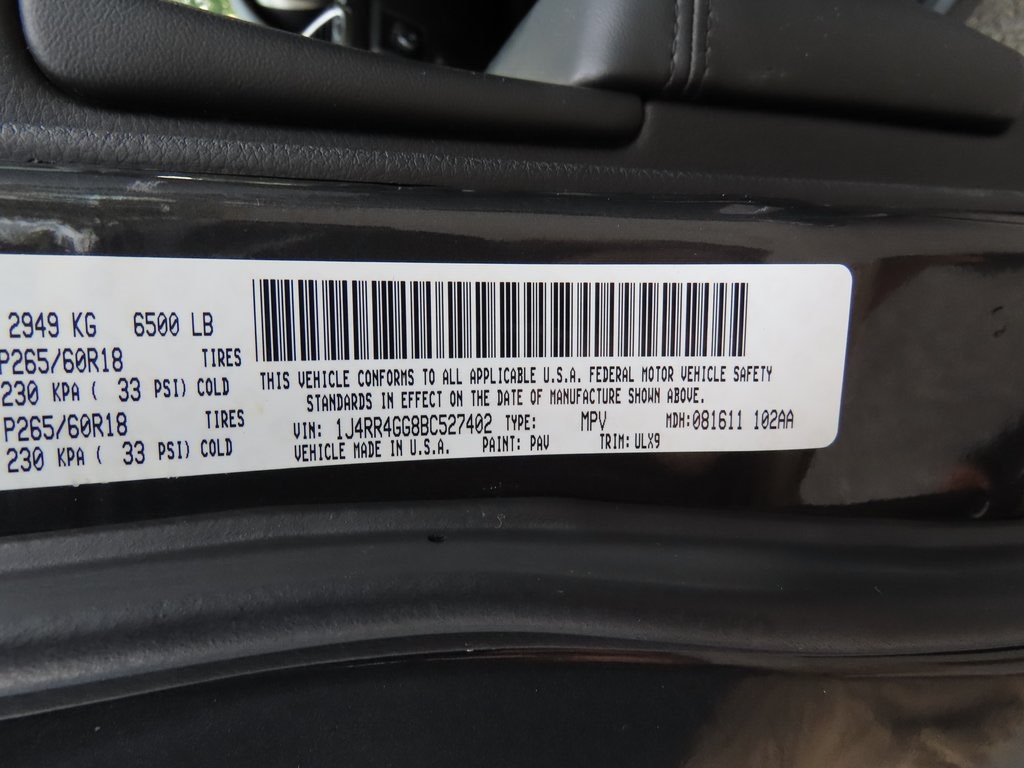 2949 KG 6500 LB
P265/60R18 TIRES
230 KPA ( 33 PSI) COLD
P265/60R18 TIRES
230 KPA ( 33 PSI) COLD
THIS VEHICLE CONFORMS TO ALL APPLICABLE U.S.A. FEDERAL MOTOR VEHICLE SAFETY
STANDARDS IN EFFECT ON THE DATE OF MANUFACTURE SHOWN ABOVE.
VIN: 1J4RR4GG8BC527402 TYPE: MPV MDH:081611 102AA
VEHICLE MADE IN U.S.A. PAINT: PAV TRIM: ULX9